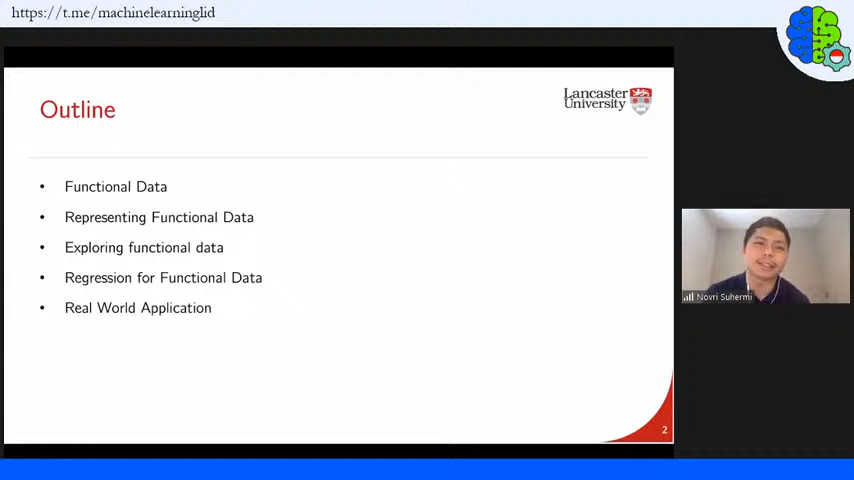 https://t.me/machinelearninglid
Outline
Lancaster
University
• Functional Data
• Representing Functional Data
• Exploring functional data
• Regression for Functional Data
• Real World Application
Novri Suhermi
2